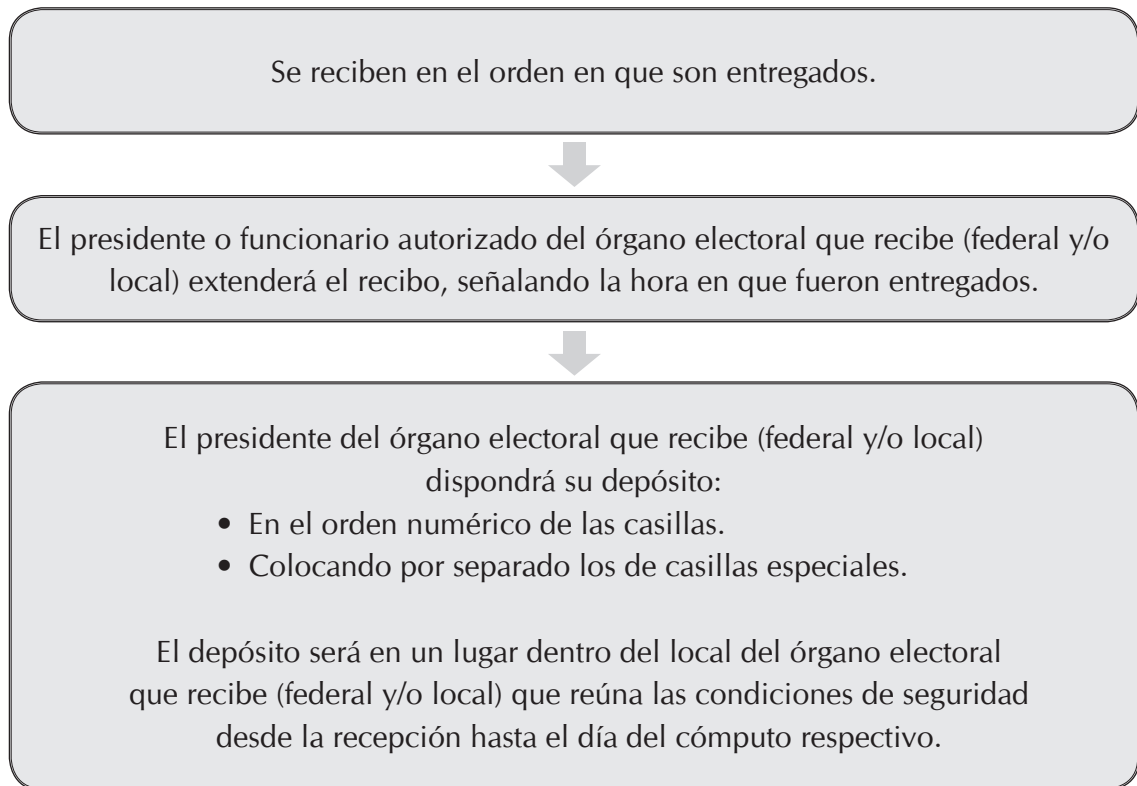 Se reciben en el orden en que son entregados.
El presidente o funcionario autorizado del órgano electoral que recibe (federal y/o
local) extenderá el recibo, señalando la hora en que fueron entregados.
El presidente del órgano electoral que recibe (federal y/o local)
dispondrá su depósito:
• En el orden numérico de las casillas.
• Colocando por separado los de casillas especiales.
El depósito será en un lugar dentro del local del órgano electoral
que recibe (federal y/o local) que reúna las condiciones de seguridad
desde la recepción hasta el día del cómputo respectivo.